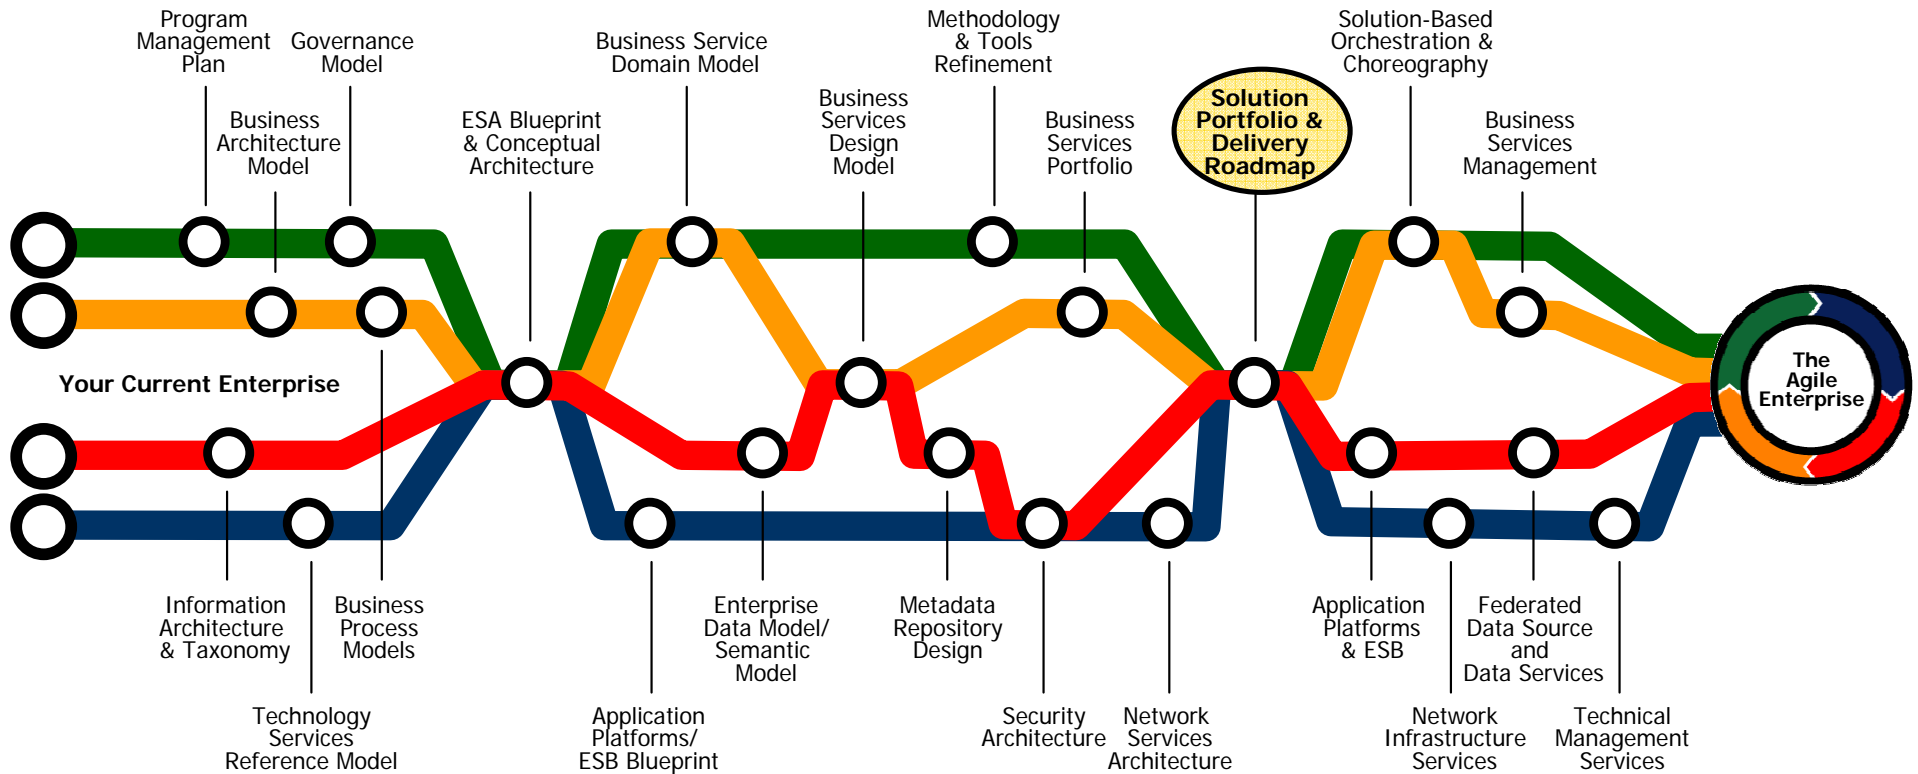 Program
Management
Plan
Governance
Model
Business
Architecture
Model
ESA Blueprint
& Conceptual
Architecture
Business Service
Domain Model
Business
Services
Design
Model
Methodology
& Tools
Refinement
Business
Services
Portfolio
Solution
Portfolio &
Delivery
Roadmap
Solution-Based
Orchestration &
Choreography
Business
Services
Management
Your Current Enterprise
The
Agile
Enterprise
Information
Architecture
& Taxonomy
Business
Process
Models
Technology
Services
Reference Model
Application
Platforms/
ESB Blueprint
Enterprise
Data Model/
Semantic
Model
Metadata
Repository
Design
Security
Architecture
Network
Services
Architecture
Application
Platforms
& ESB
Network
Infrastructure
Services
Federated
Data Source
and
Data Services
Technical
Management
Services